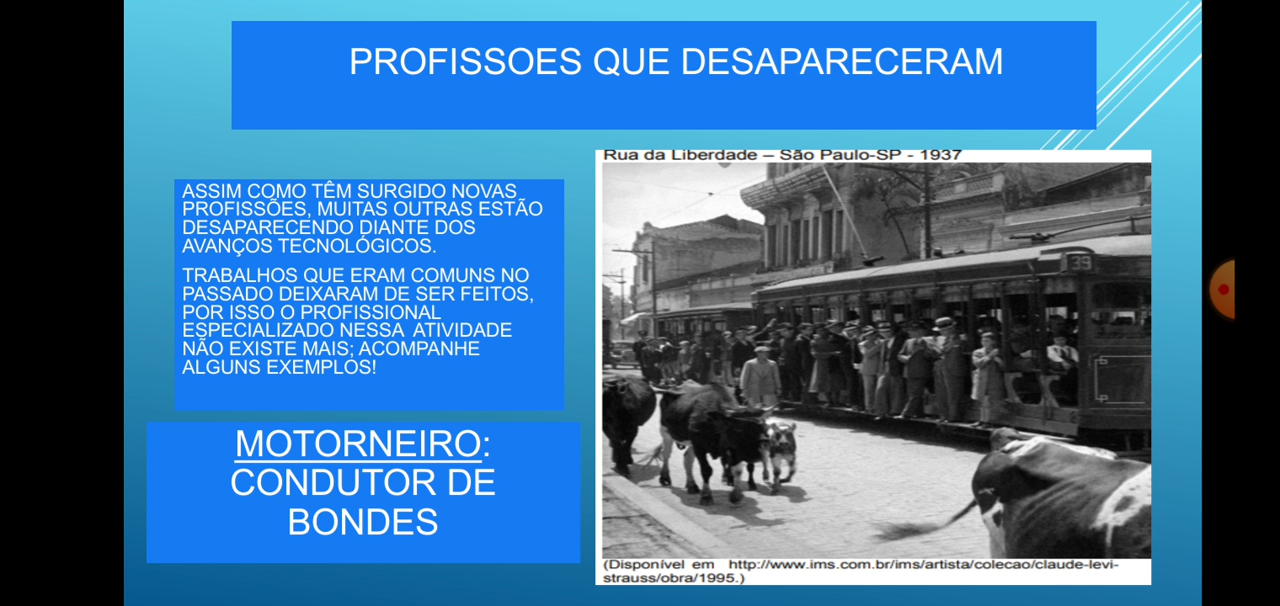 PROFISSOES QUE DESAPARECERAM
ASSIM COMO TÊM SURGIDO NOVAS
PROFISSÕES, MUITAS OUTRAS ESTÃO
DESAPARECENDO DIANTE DOS
AVANÇOS TECNOLÓGICOS.
TRABALHOS QUE ERAM COMUNS NO
PASSADO DEIXARAM DE SER FEITOS,
POR ISSO O PROFISSIONAL
ESPECIALIZADO NESSA ATIVIDADE
NÃO EXISTE MAIS; ACOMPANHE
ALGUNS EXEMPLOS!
MOTORNEIRO:
CONDUTOR DE
BONDES
Rua da Liberdade – São Paulo-SP - 1937
39
(Disponível em http://www.ims.com.br/ims/artista/colecao/claude-levi-
strauss/obra/1995.)